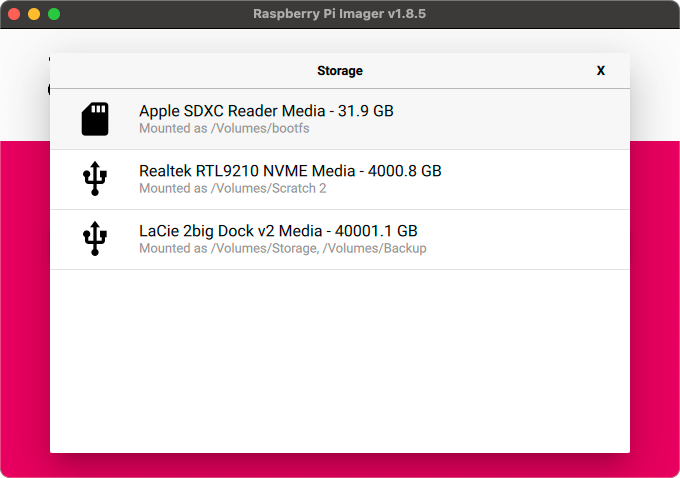 Raspberry Pi Imager v1.8.5
Storage
X
Apple SDXC Reader Media - 31.9 GB
Mounted as /Volumes/bootfs
Realtek RTL9210 NVME Media - 4000.8 GB
Mounted as /Volumes/Scratch 2
LaCie 2big Dock v2 Media - 40001.1 GB
Mounted as /Volumes/Storage, /Volumes/Backup